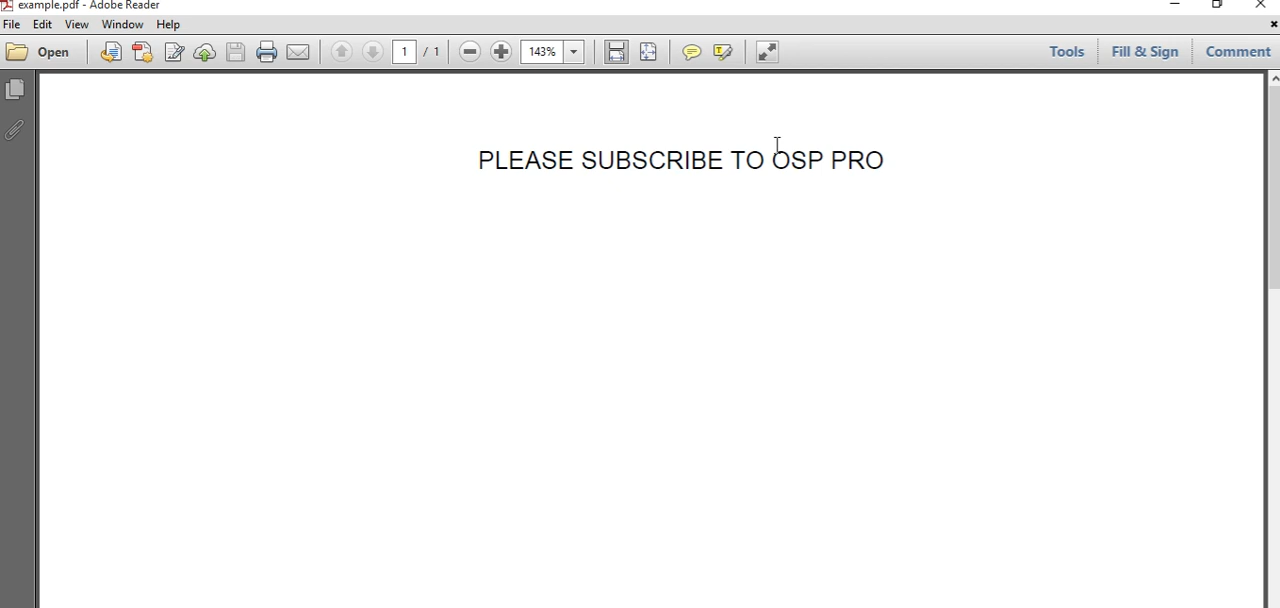 example.pdf - Adobe Reader
File Edit View Window Help
Open 1 / 1 143% Tools Fill & Sign Comment
PLEASE SUBSCRIBE TO OSP PRO